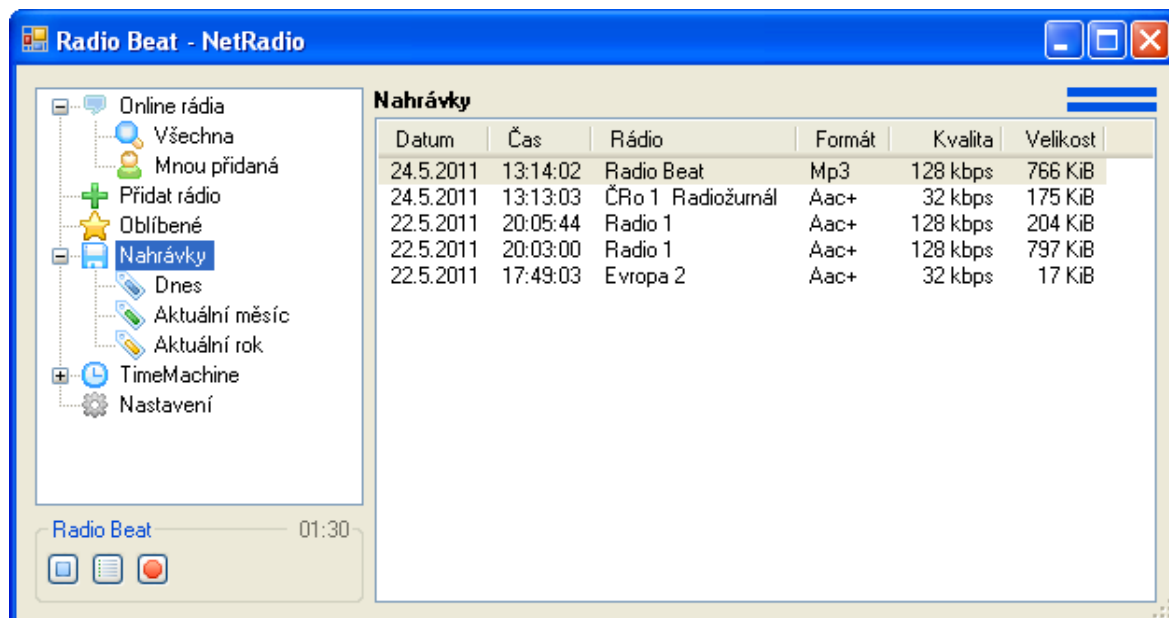 Radio Beat - NetRadio
Online rádia
Všechna
Mnou přidaná
Přidat rádio
Oblíbené
Nahrávky
Dnes
Aktuální měsíc
Aktuální rok
TimeMachine
Nastavení
Radio Beat 01:30
Nahrávky
Datum Čas Rádio Formát Kvalita Velikost
24.5.2011 13:14:02 Radio Beat Mp3 128 kbps 766 KiB
24.5.2011 13:13:03 ČRo 1 Radiožurnál Aac+ 32 kbps 175 KiB
22.5.2011 20:05:44 Radio 1 Aac+ 128 kbps 204 KiB
22.5.2011 20:03:00 Radio 1 Aac+ 128 kbps 797 KiB
22.5.2011 17:49:03 Evropa 2 Aac+ 32 kbps 17 KiB